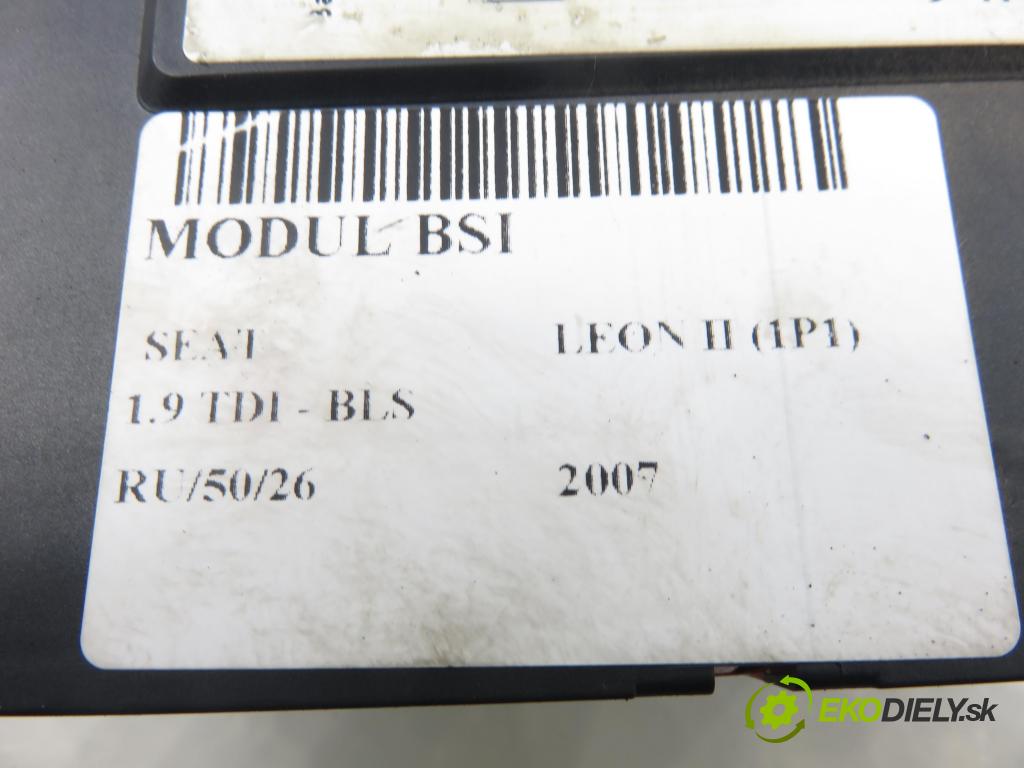 MODUL BSI
SEAT LEON II (1P1)
1.9 TDI - BLS
RU/50/26 2007
EKODIELY.sk